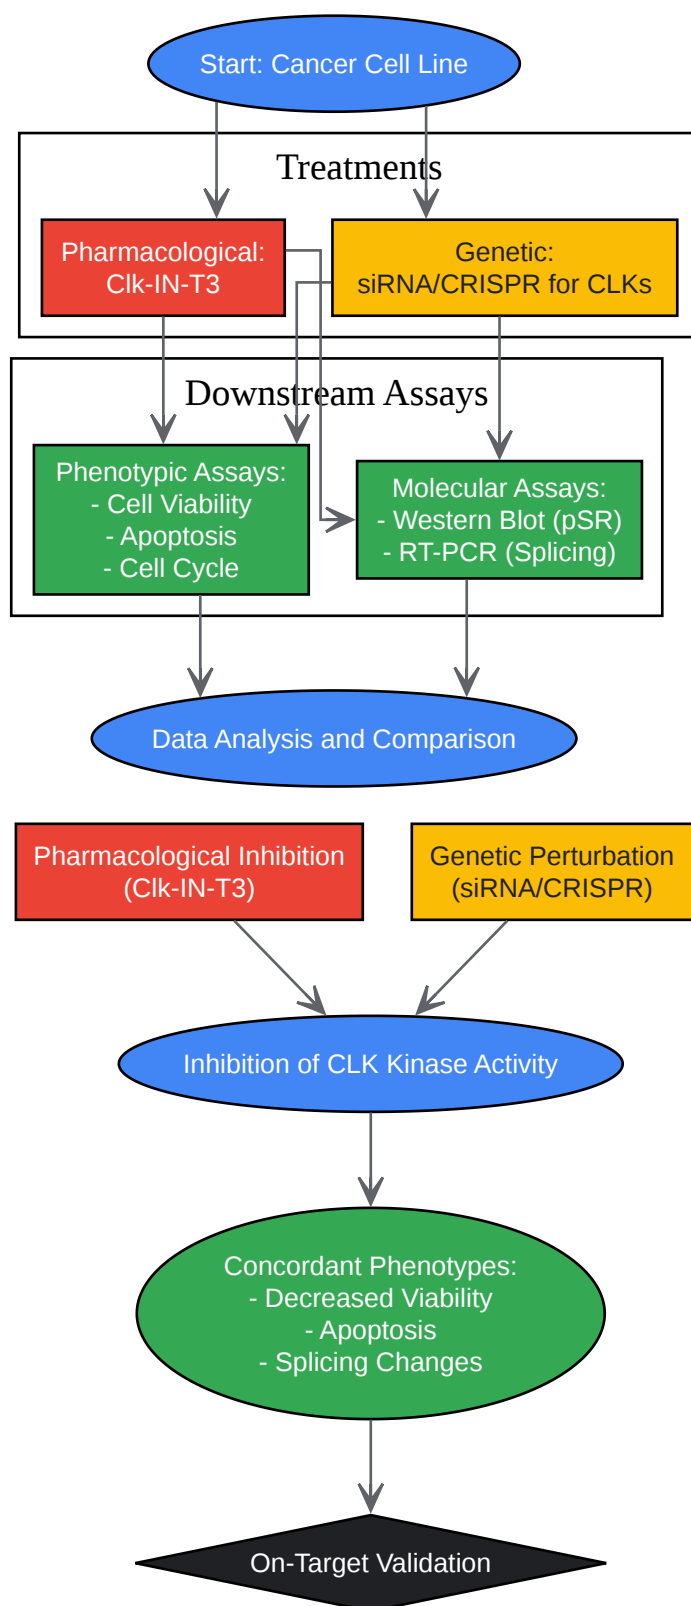 Start: Cancer Cell Line
Treatments
Pharmacological:
Clk-IN-T3
Genetic:
siRNA/CRISPR for CLKs
Downstream Assays
Phenotypic Assays:
- Cell Viability
- Apoptosis
- Cell Cycle
Molecular Assays:
- Western Blot (pSR)
- RT-PCR (Splicing)
Data Analysis and Comparison
Pharmacological Inhibition
(Clk-IN-T3)
Genetic Perturbation
(siRNA/CRISPR)
Inhibition of CLK Kinase Activity
Concordant Phenotypes:
- Decreased Viability
- Apoptosis
- Splicing Changes
On-Target Validation